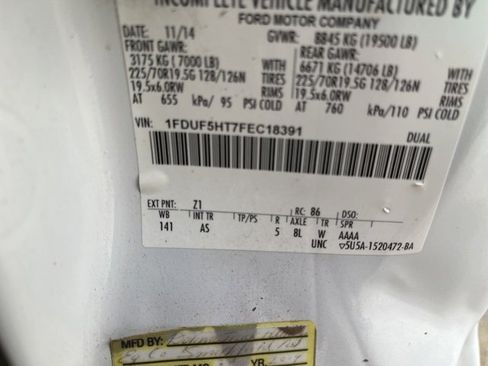 INCOMPLETE VEHICLE MANUFACTURED BY
FORD MOTOR COMPANY
DATE: 11/14 GVWR: 8845 KG (19500 LB)
FRONT GAWR: REAR GAWR:
3175 KG (7000 LB) WITH 6671 KG (14706 LB) WITH
225/70R19.5G 128/126N TIRES 225/70R19.5G 128/126N TIRES
19.5x6.0RW RIMS 19.5x6.0RW RIMS
AT 655 kPa/ 95 PSI COLD AT 760 kPa/110 PSI COLD
VIN: 1FDUF5HT7FEC18391
DUAL
EXT PNT: Z1 RC: 86 DSO:
WB INT TR TP/PS R AXLE TR SPR
141 AS 5 8L W AAAA
UNC ▽5U5A-1520472-BA
MFD BY:
YR.